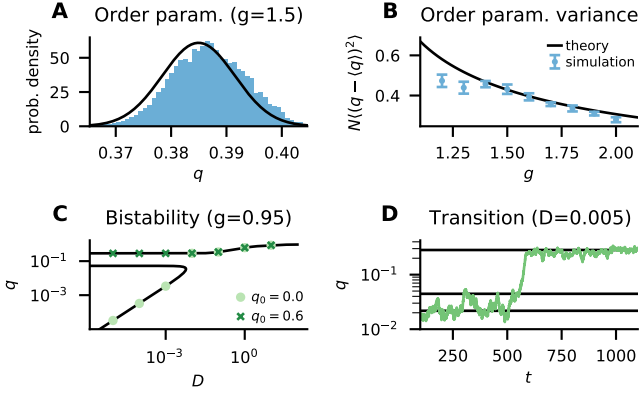 A Order param. (g=1.5)
prob. density
50
25
0
0.37 0.38 0.39 0.40
q
B Order param. variance
N⟨(q − ⟨q⟩)²⟩
0.6
0.4
theory
simulation
1.25 1.50 1.75 2.00
g
C Bistability (g=0.95)
q
10⁻¹
10⁻³
q₀ = 0.0
q₀ = 0.6
10⁻³ 10⁰
D
D Transition (D=0.005)
q
10⁻¹
10⁻²
250 500 750 1000
t